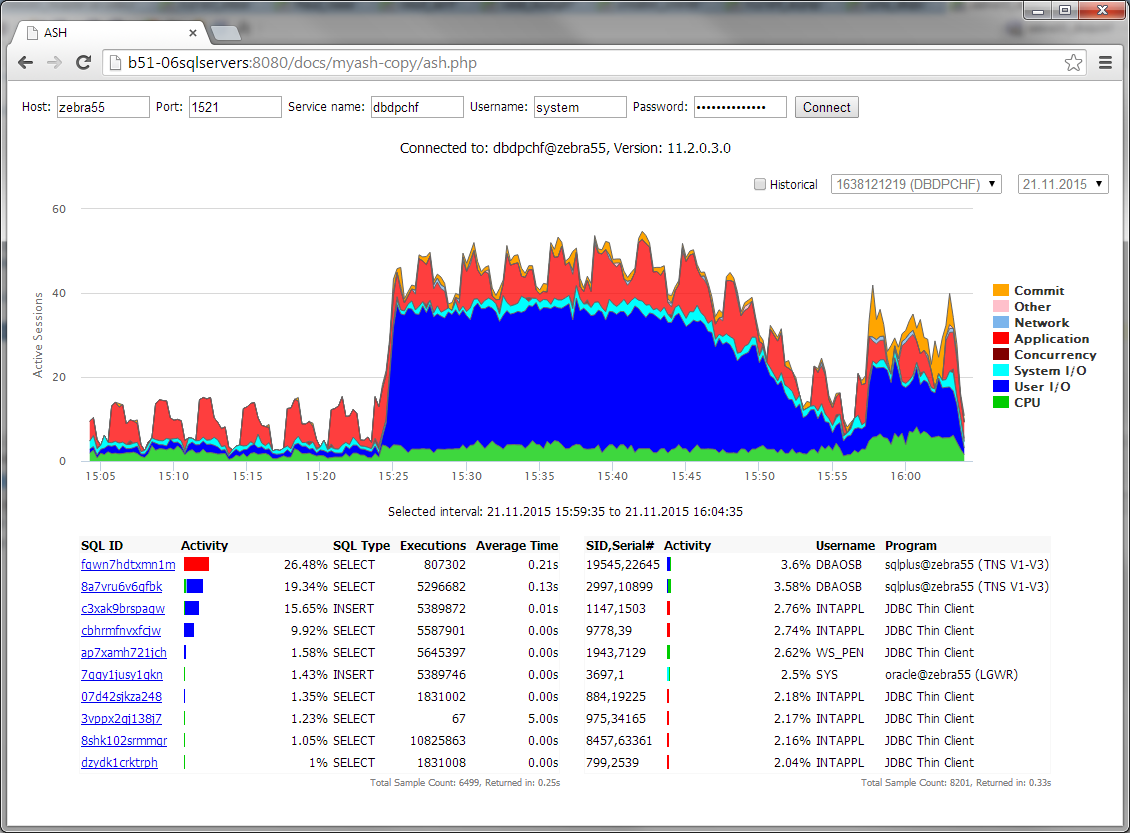 ASH
b51-06sqlservers:8080/docs/myash-copy/ash.php
Host: zebra55 Port: 1521 Service name: dbdpchf Username: system Password: •••••••••••••• Connect
Connected to: dbdpchf@zebra55, Version: 11.2.0.3.0
Historical 1638121219 (DBDPCHF) 21.11.2015
60
40
20
0
Active Sessions
15:05 15:10 15:15 15:20 15:25 15:30 15:35 15:40 15:45 15:50 15:55 16:00
Commit
Other
Network
Application
Concurrency
System I/O
User I/O
CPU
Selected interval: 21.11.2015 15:59:35 to 21.11.2015 16:04:35
SQL ID Activity SQL Type Executions Average Time SID,Serial# Activity Username Program
fqwn7hdtxmn1m 26.48% SELECT 807302 0.21s 19545,22645 3.6% DBAOSB sqlplus@zebra55 (TNS V1-V3)
8a7vru6v6qfbk 19.34% SELECT 5296682 0.13s 2997,10899 3.58% DBAOSB sqlplus@zebra55 (TNS V1-V3)
c3xak9brspaqw 15.65% INSERT 5389872 0.01s 1147,1503 2.76% INTAPPL JDBC Thin Client
cbhrmfnvxfcjw 9.92% SELECT 5587901 0.00s 9778,39 2.74% INTAPPL JDBC Thin Client
ap7xamh721jch 1.58% SELECT 5645397 0.00s 1943,7129 2.62% WS_PEN JDBC Thin Client
7qqv1jusy1qkn 1.43% INSERT 5389746 0.00s 3697,1 2.5% SYS oracle@zebra55 (LGWR)
07d42sjkza248 1.35% SELECT 1831002 0.00s 884,19225 2.18% INTAPPL JDBC Thin Client
3vppx2qj138j7 1.23% SELECT 67 5.00s 975,34165 2.17% INTAPPL JDBC Thin Client
8shk102srmmqr 1.05% SELECT 10825863 0.00s 8457,63361 2.16% INTAPPL JDBC Thin Client
dzydk1crktrph 1% SELECT 1831008 0.00s 799,2539 2.04% INTAPPL JDBC Thin Client
Total Sample Count: 6499, Returned in: 0.25s Total Sample Count: 8201, Returned in: 0.33s